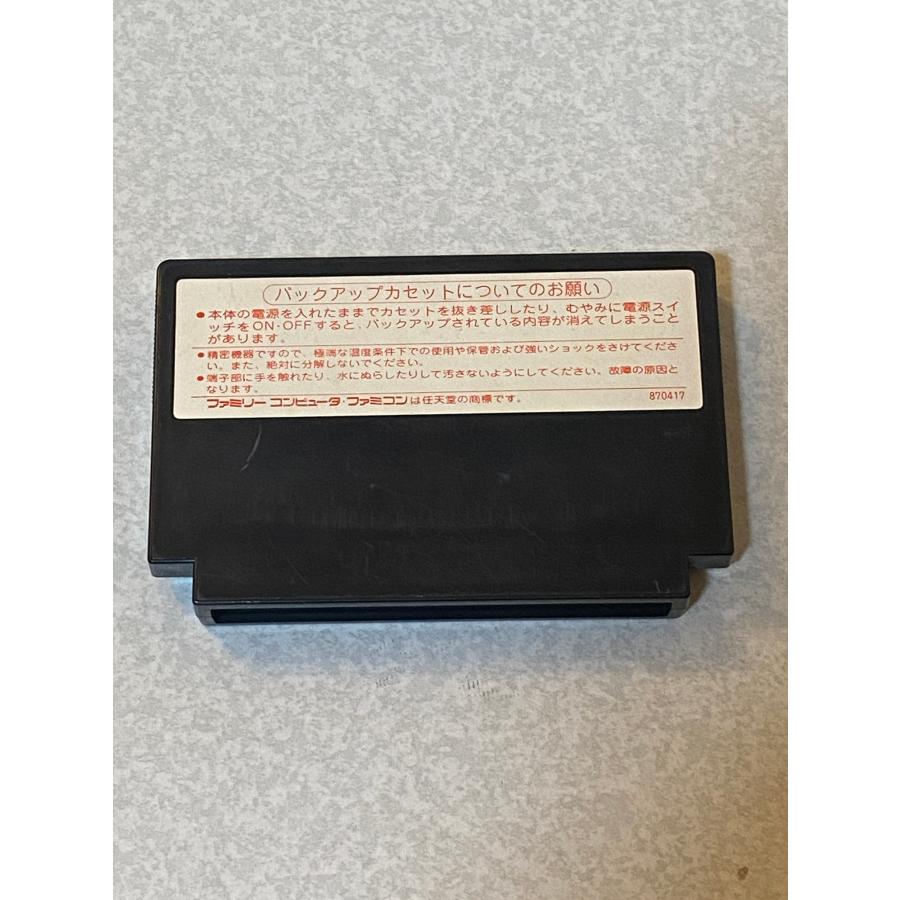 バックアップカセットについてのお願い
●本体の電源を入れたままでカセットを抜き差ししたり、むやみに電源スイ
ッチをON・OFFすると、バックアップされている内容が消えてしまうこと
があります。
●精密機器ですので、極端な温度条件下での使用や保管および強いショックをさけてくださ
い。また、絶対に分解しないでください。
●端子部に手を触れたり、水にぬらしたりして汚さないようにしてください。故障の原因と
なります。
ファミリー コンピュータ・ファミコンは任天堂の商標です。 870417